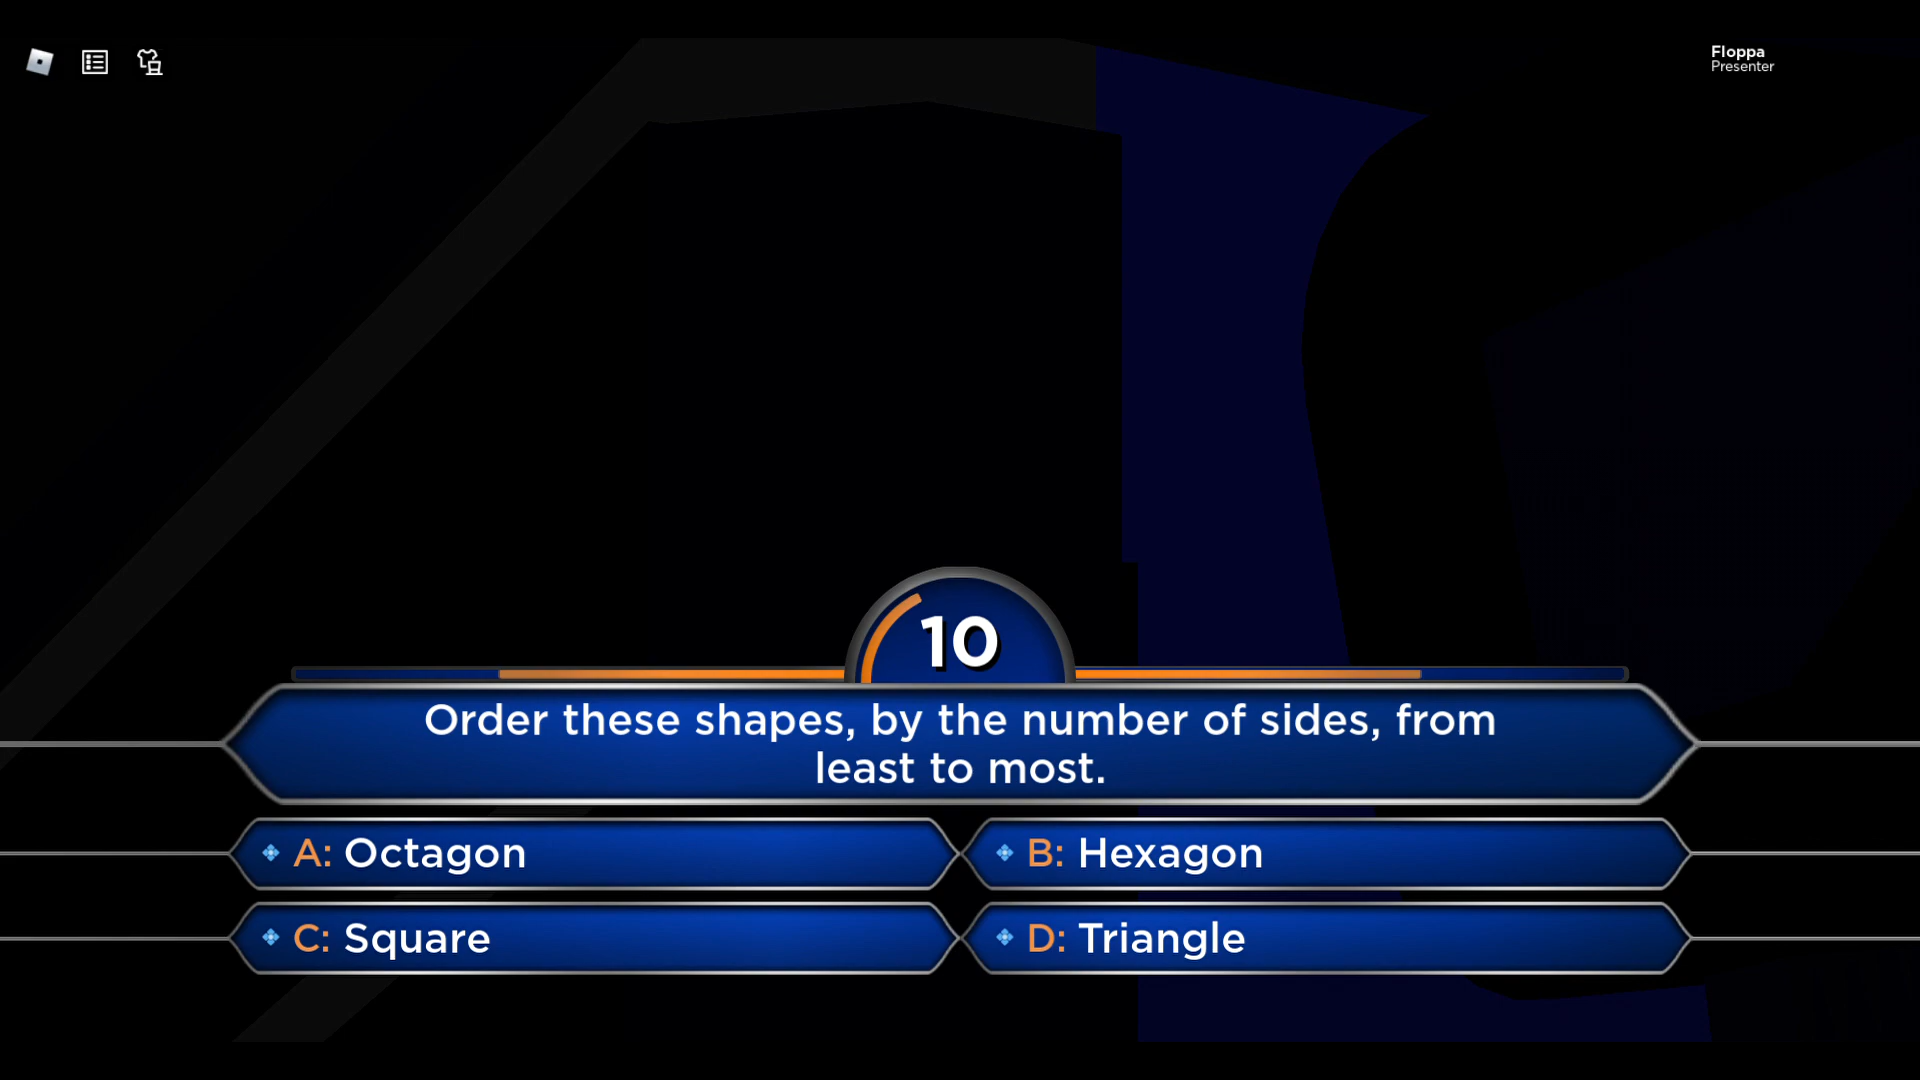 Floppa
Presenter
10
Order these shapes, by the number of sides, from
least to most.
A: Octagon
B: Hexagon
C: Square
D: Triangle